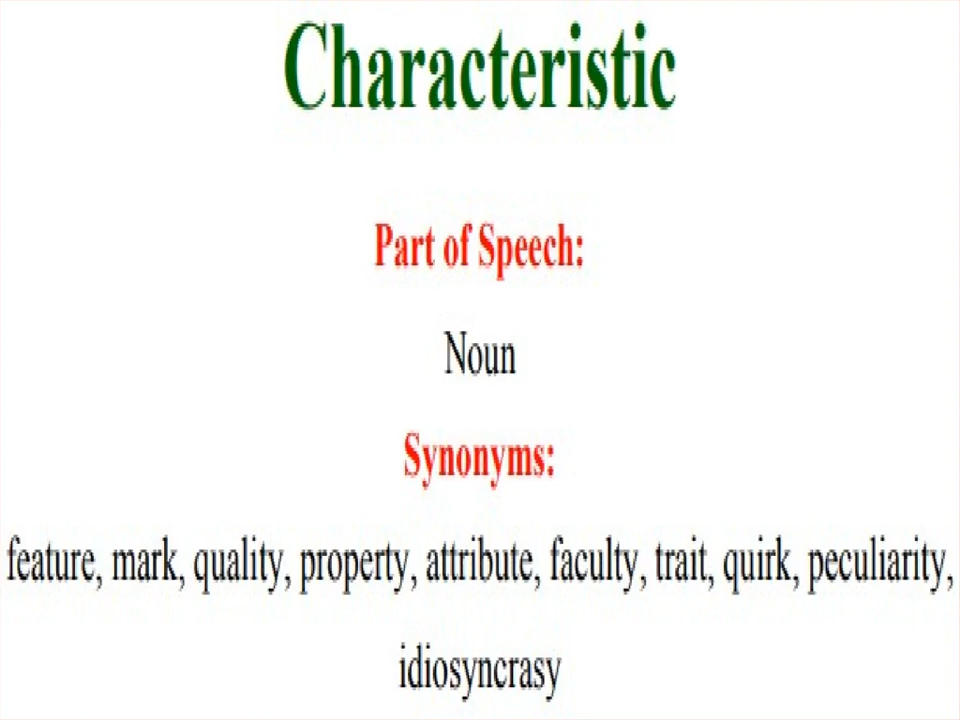 Characteristic
Part of Speech:
Noun
Synonyms:
feature, mark, quality, property, attribute, faculty, trait, quirk, peculiarity,
idiosyncrasy